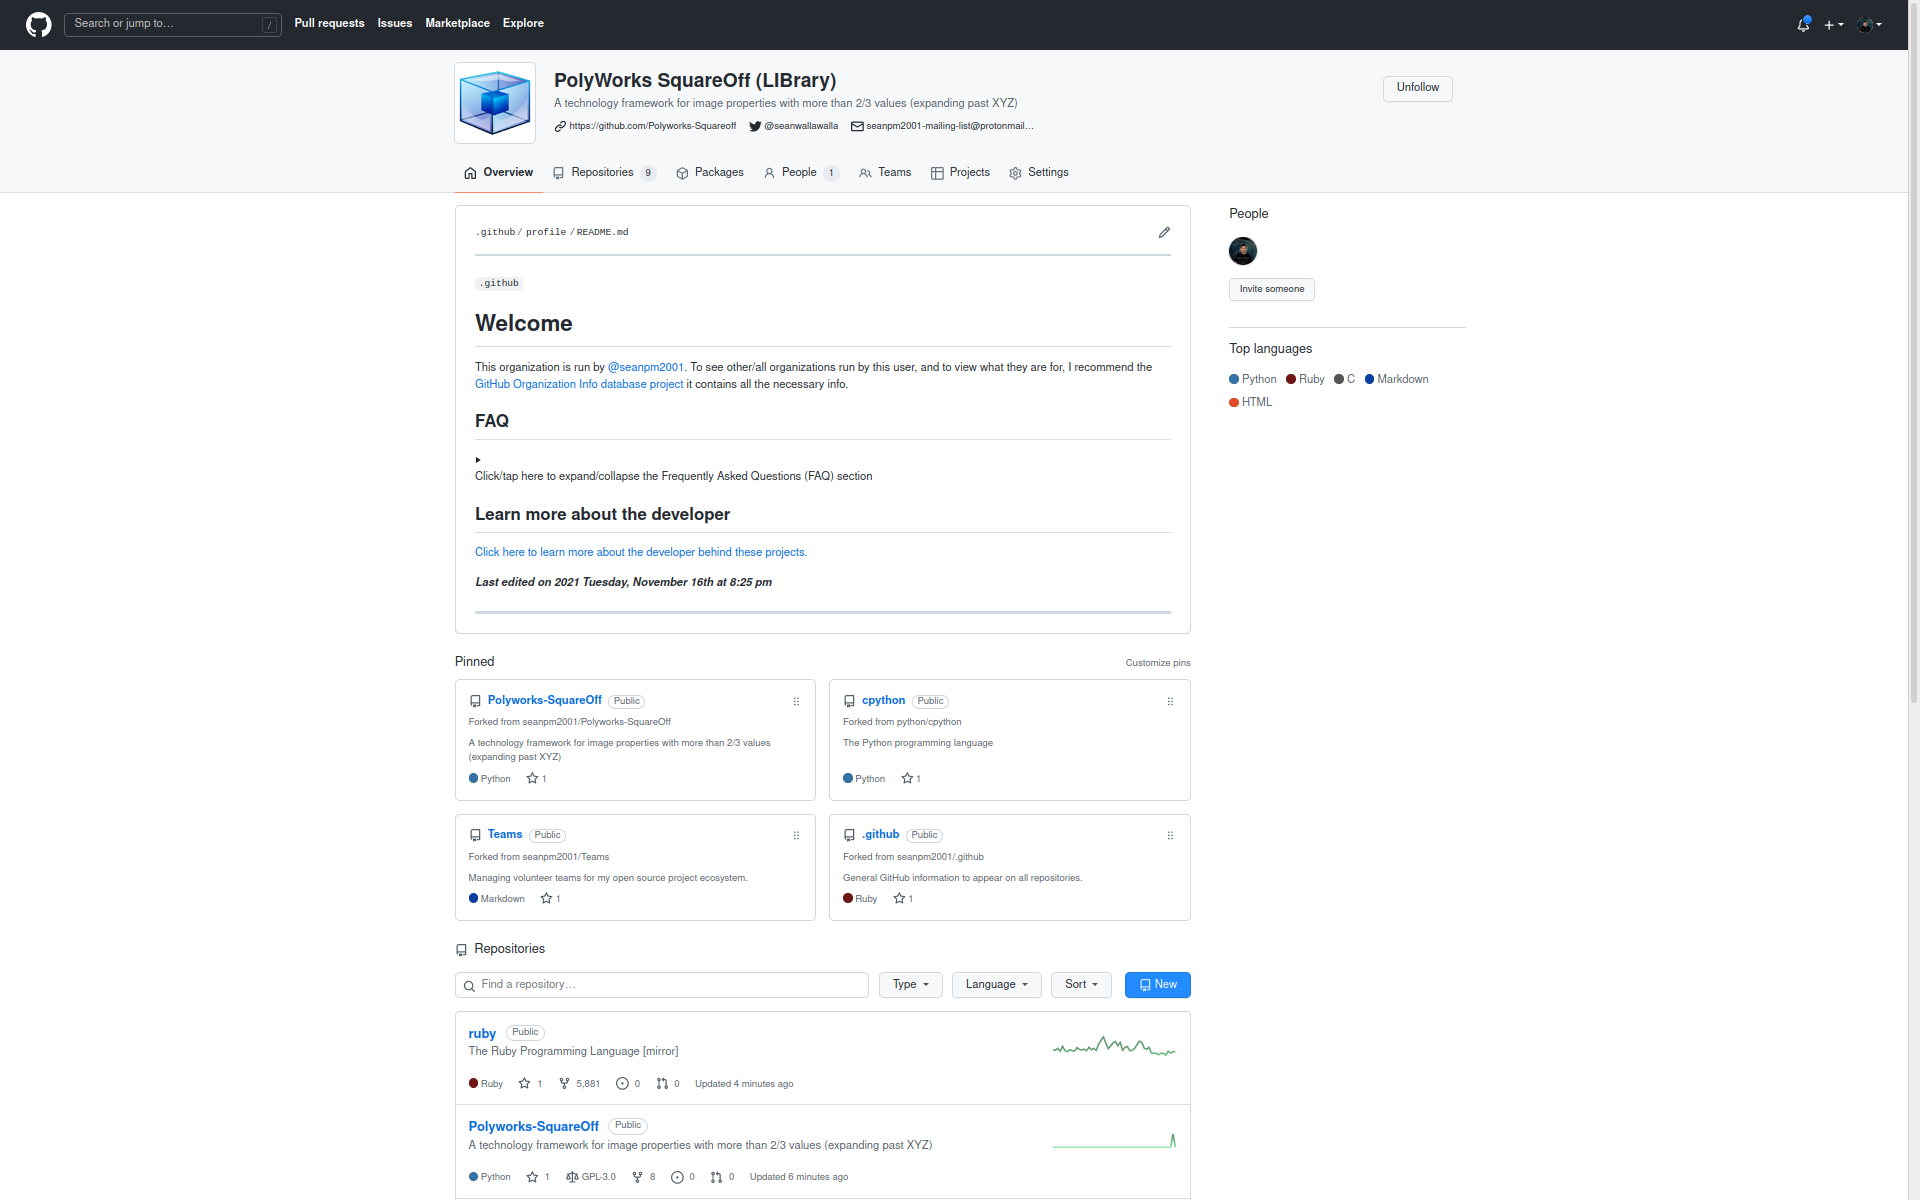 Search or jump to…
/
Pull requests Issues Marketplace Explore
PolyWorks SquareOff (LIBrary)
A technology framework for image properties with more than 2/3 values (expanding past XYZ)
https://github.com/Polyworks-Squareoff @seanwallawalla seanpm2001-mailing-list@protonmail…
Unfollow
Overview Repositories 9 Packages People 1 Teams Projects Settings
.github / profile / README.md
.github
Welcome
This organization is run by @seanpm2001. To see other/all organizations run by this user, and to view what they are for, I recommend the
GitHub Organization Info database project it contains all the necessary info.
FAQ
Click/tap here to expand/collapse the Frequently Asked Questions (FAQ) section
Learn more about the developer
Click here to learn more about the developer behind these projects.
Last edited on 2021 Tuesday, November 16th at 8:25 pm
People
Invite someone
Top languages
Python Ruby C Markdown
HTML
Pinned
Customize pins
Polyworks-SquareOff Public
Forked from seanpm2001/Polyworks-SquareOff
A technology framework for image properties with more than 2/3 values
(expanding past XYZ)
Python 1
cpython Public
Forked from python/cpython
The Python programming language
Python 1
Teams Public
Forked from seanpm2001/Teams
Managing volunteer teams for my open source project ecosystem.
Markdown 1
.github Public
Forked from seanpm2001/.github
General GitHub information to appear on all repositories.
Ruby 1
Repositories
Find a repository…
Type Language Sort New
ruby Public
The Ruby Programming Language [mirror]
Ruby 1 5,881 0 0 Updated 4 minutes ago
Polyworks-SquareOff Public
A technology framework for image properties with more than 2/3 values (expanding past XYZ)
Python 1 GPL-3.0 8 0 0 Updated 6 minutes ago